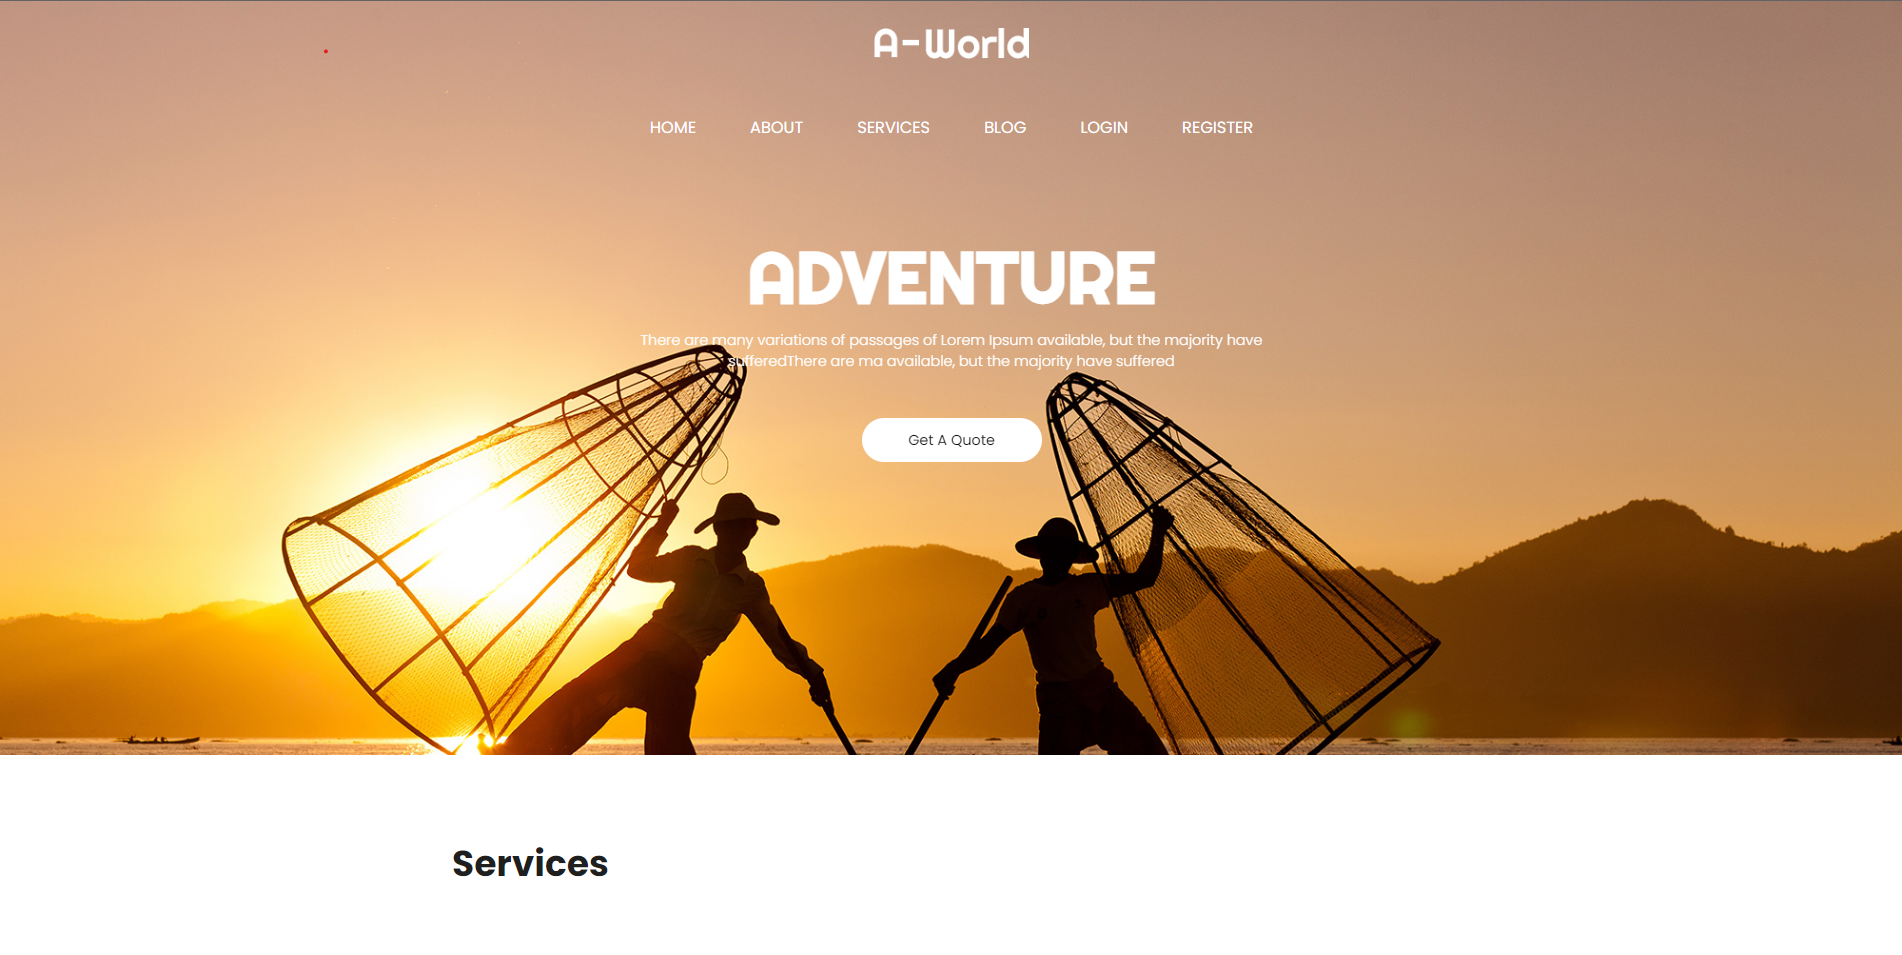 A-World
HOME ABOUT SERVICES BLOG LOGIN REGISTER
ADVENTURE
There are many variations of passages of Lorem Ipsum available, but the majority have
sufferedThere are ma available, but the majority have suffered
Get A Quote
Services